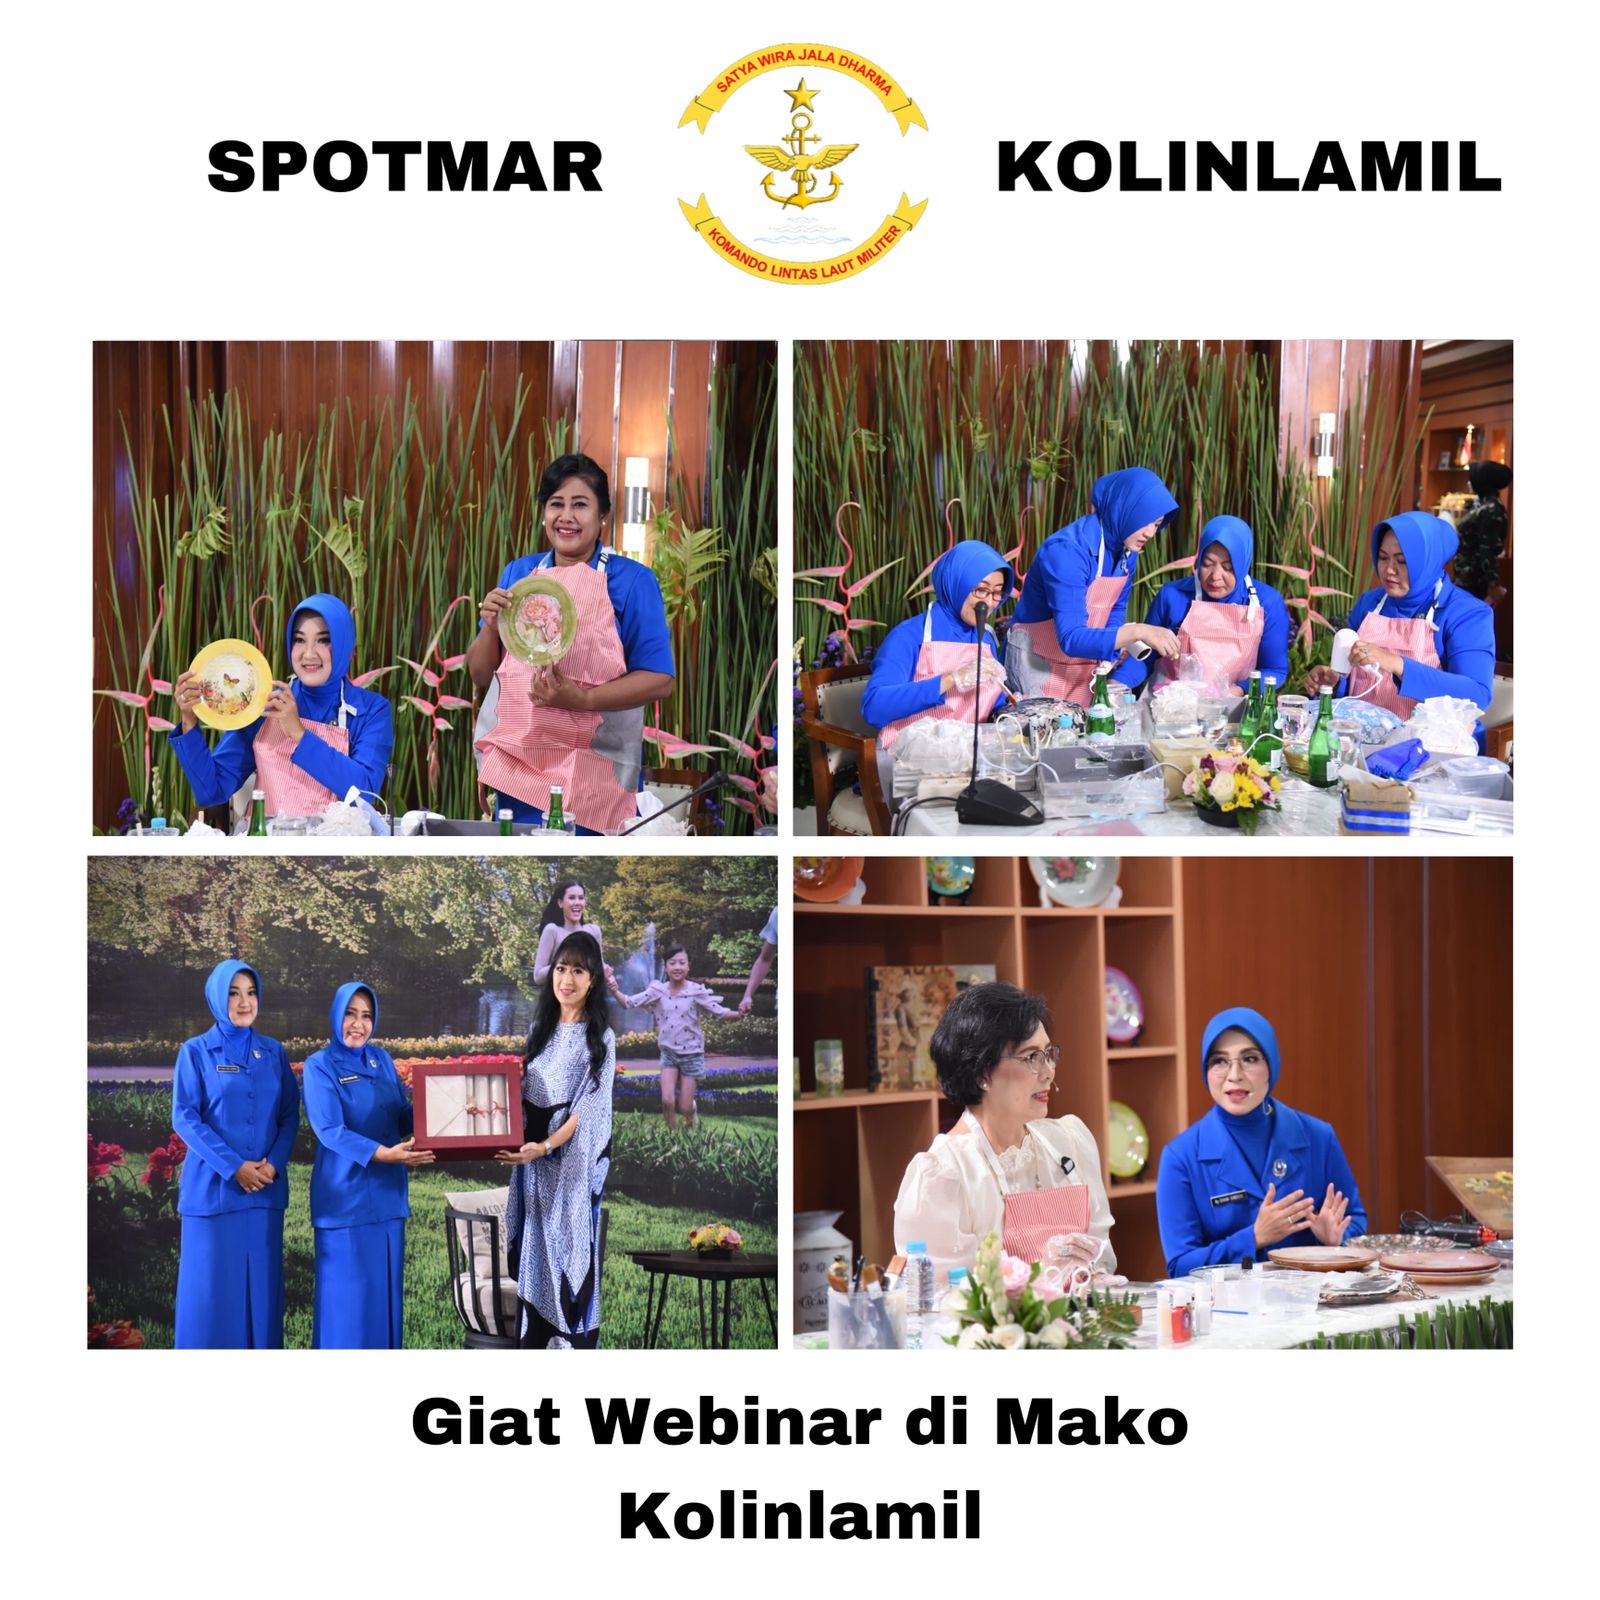 SATYA WIRA JALA DHARMA
SPOTMAR
KOLINLAMIL
KOMANDO LINTAS LAUT MILITER
Giat Webinar di Mako
Kolinlamil